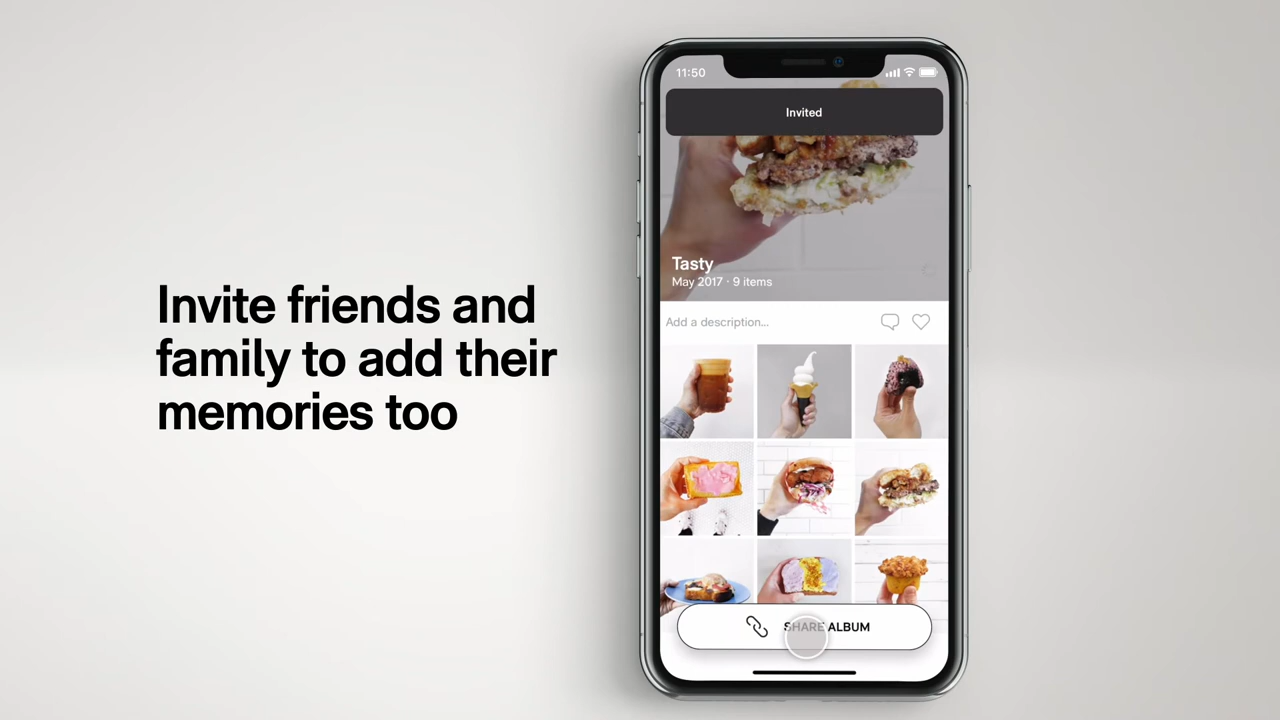 Invite friends and
family to add their
memories too
11:50
Invited
Tasty
May 2017 · 9 items
Add a description...
SHARE ALBUM